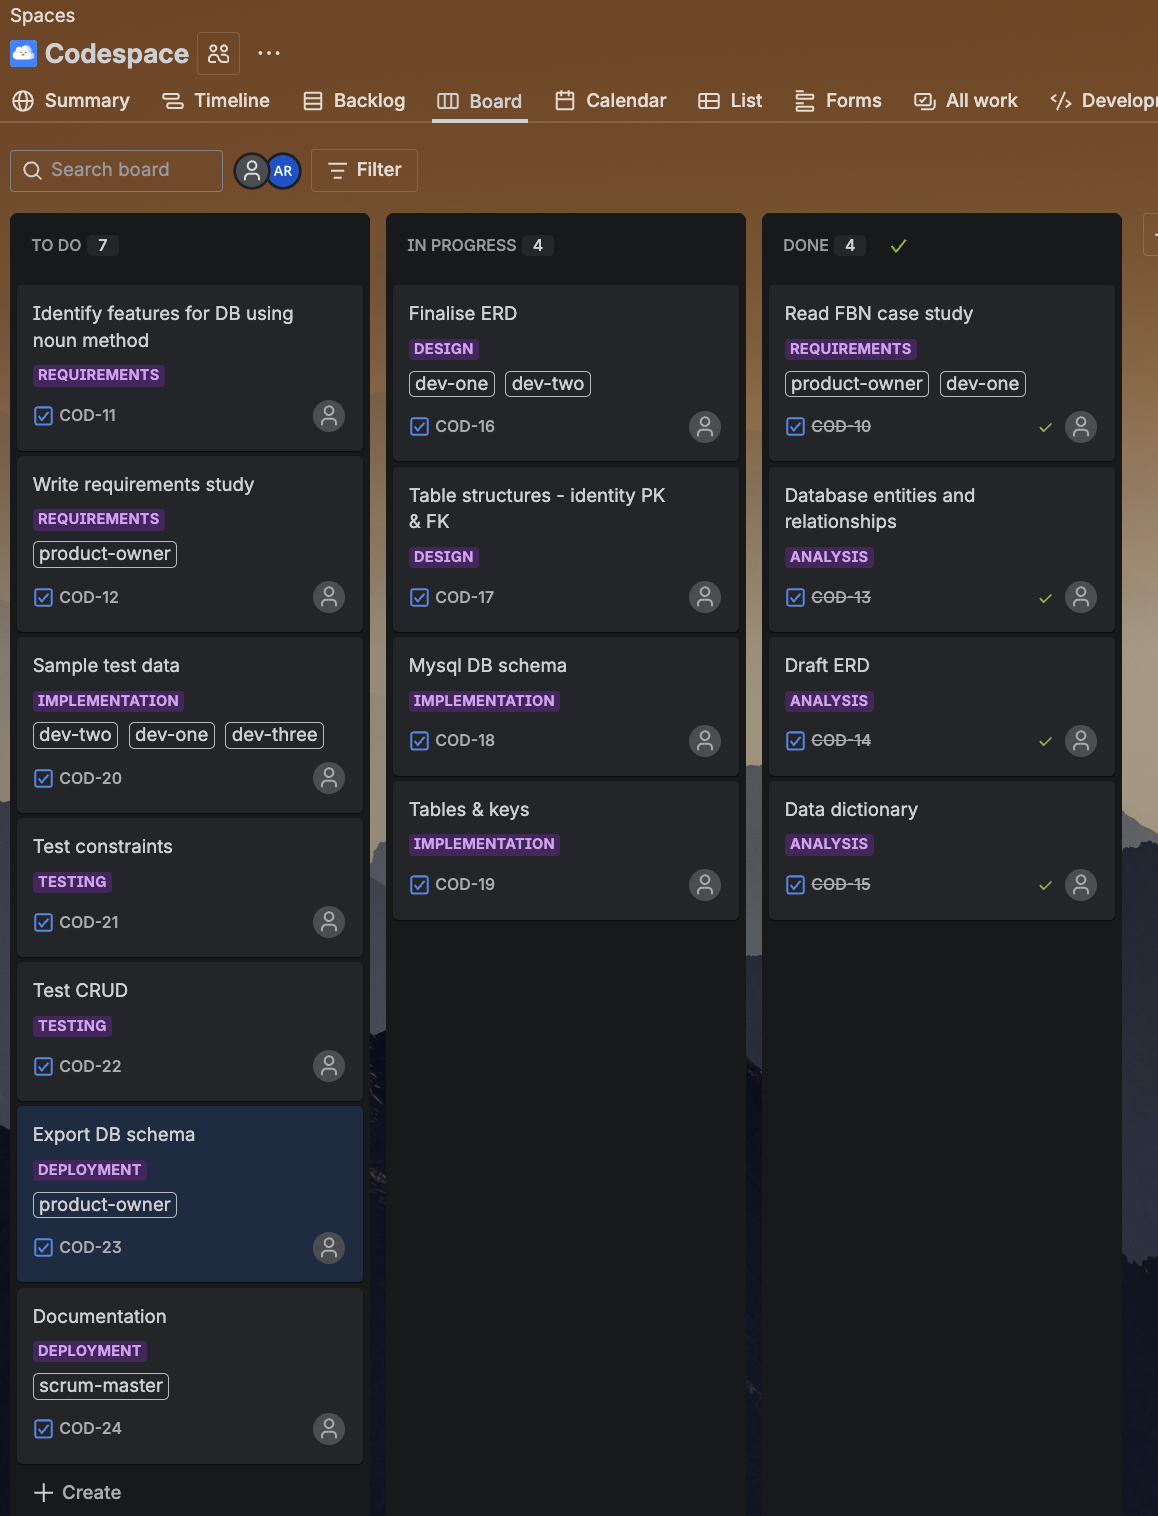 Spaces
Codespace
Summary
Timeline
Backlog
Board
Calendar
List
Forms
All work
Develop
Search board
AR
Filter
TO DO 7
Identify features for DB using
noun method
REQUIREMENTS
COD-11
Write requirements study
REQUIREMENTS
product-owner
COD-12
Sample test data
IMPLEMENTATION
dev-two dev-one dev-three
COD-20
Test constraints
TESTING
COD-21
Test CRUD
TESTING
COD-22
Export DB schema
DEPLOYMENT
product-owner
COD-23
Documentation
DEPLOYMENT
scrum-master
COD-24
Create
IN PROGRESS 4
Finalise ERD
DESIGN
dev-one dev-two
COD-16
Table structures - identity PK
& FK
DESIGN
COD-17
Mysql DB schema
IMPLEMENTATION
COD-18
Tables & keys
IMPLEMENTATION
COD-19
DONE 4
Read FBN case study
REQUIREMENTS
product-owner dev-one
COD-10
Database entities and
relationships
ANALYSIS
COD-13
Draft ERD
ANALYSIS
COD-14
Data dictionary
ANALYSIS
COD-15